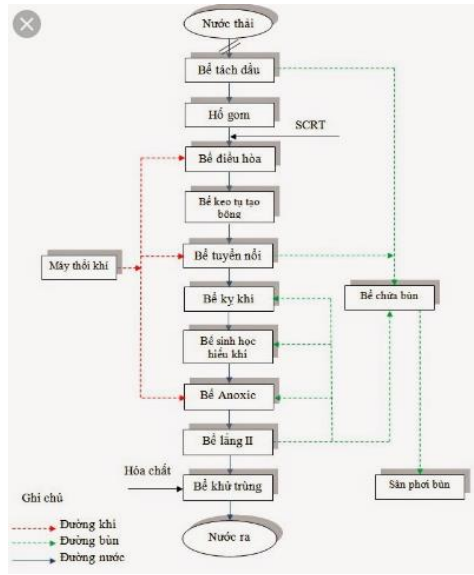 Nước thải
Bể tách dầu
Hố gom
SCRT
Bể điều hòa
Bể keo tụ tạo
bông
Máy thổi khí
Bể tuyển nổi
Bể kỵ khí
Bể chứa bùn
Bể sinh học
hiếu khí
Bể Anoxic
Bể lắng II
Hóa chất
Bể khử trùng
Sân phơi bùn
Ghi chú
Đường khí
Đường bùn
Đường nước
Nước ra